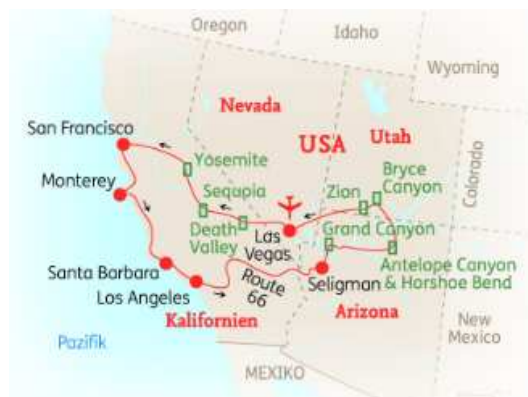 Oregon
Idaho
Wyoming
Nevada
San Francisco
USA
Utah
Yosemite
Bryce
Canyon
Colorado
Monterey
Sequpia
Zion
Death
Valley
Las
Vegas
Grand Canyon
Santa Barbara
Los Angeles
Route
66
Seligman
Antelope Canyon
& Horshoe Bend
Kalifornien
Arizona
New
Mexico
Pazifik
MEXIKO